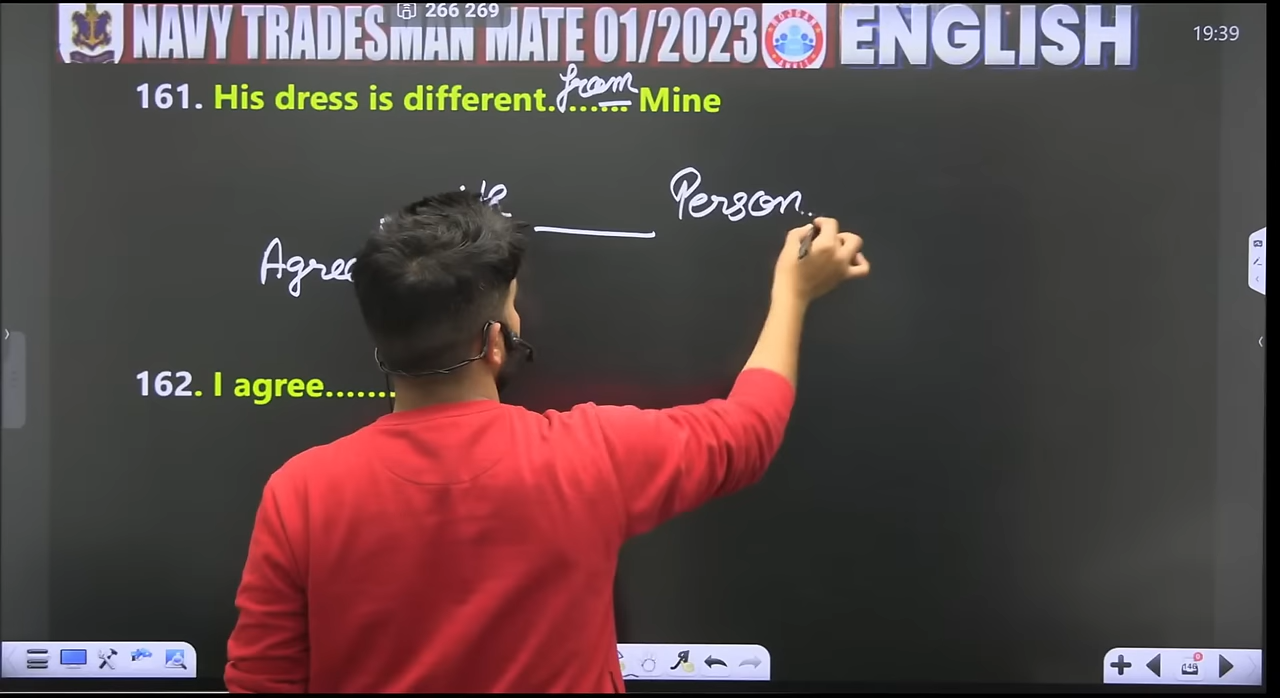 266 269
NAVY TRADESMAN MATE 01/2023 ENGLISH
19:39
161. His dress is different.from...... Mine
Person
Agree
162. I agree.......
146